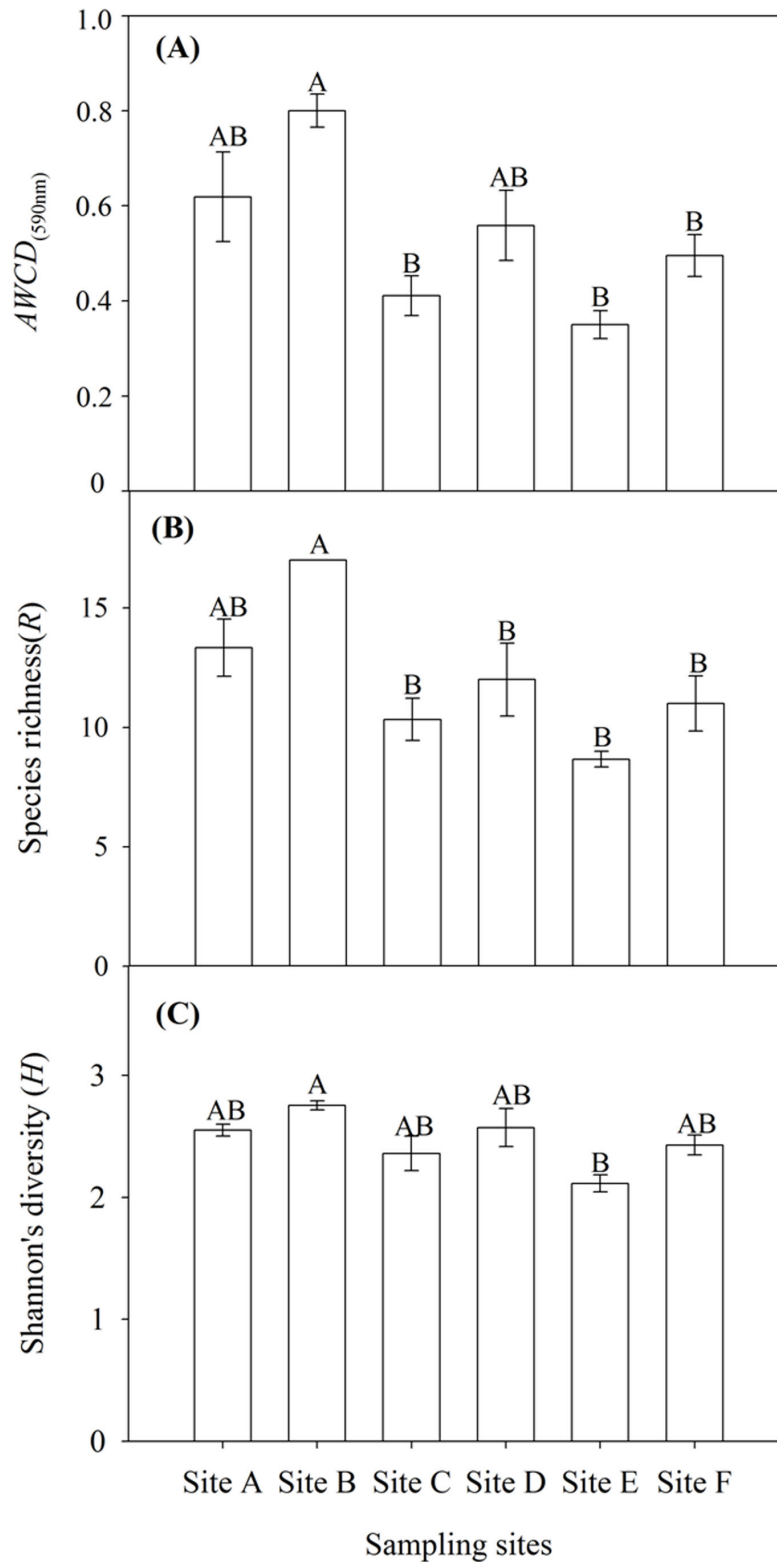 (A)
1.0
0.8
0.6
0.4
0.2
0
AWCD(590nm)
AB
A
B
AB
B
B
(B)
15
10
5
0
Species richness(R)
AB
A
B
B
B
B
(C)
3
2
1
0
Shannon's diversity (H)
AB
A
AB
AB
B
AB
Site A Site B Site C Site D Site E Site F
Sampling sites